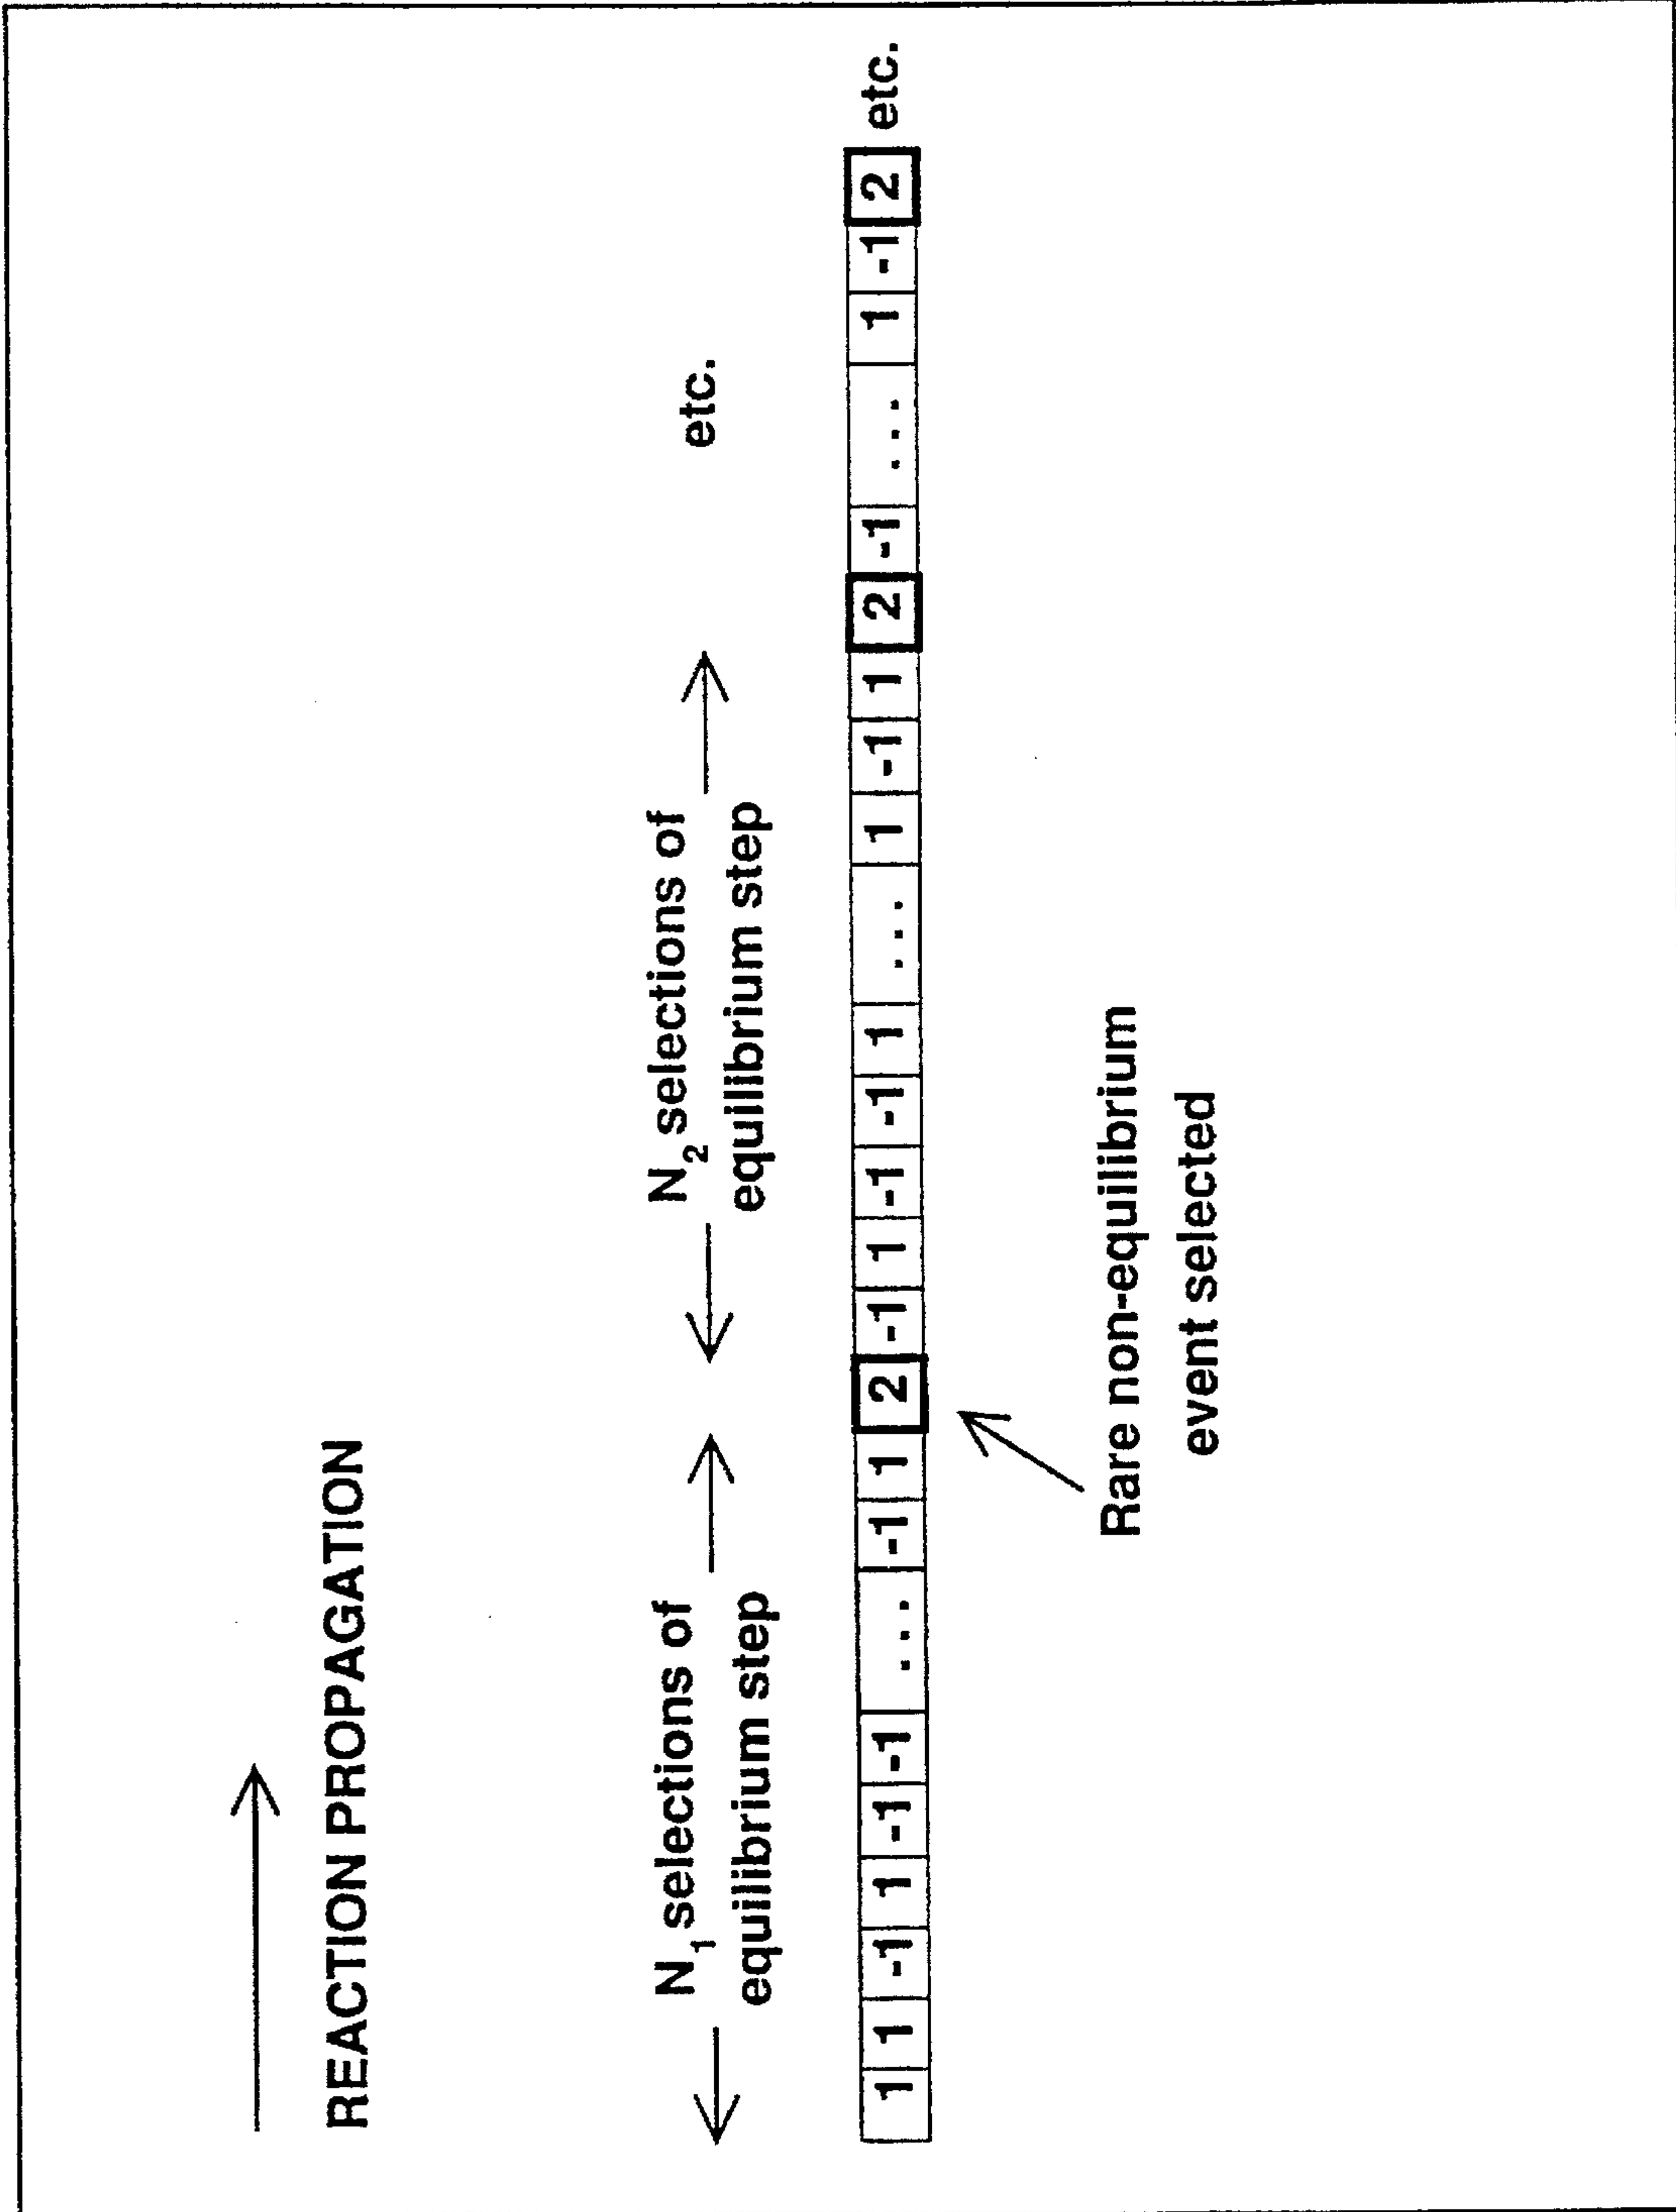 REACTION PROPAGATION
N1 selections of
equilibrium step
N2 selections of
equilibrium step
etc.
1 1 -1 1 -1 -1 ... -1 1 2 -1 1 -1 -1 1 ... 1 -1 1 2 -1 ... 1 -1 2 etc.
Rare non-equilibrium
event selected